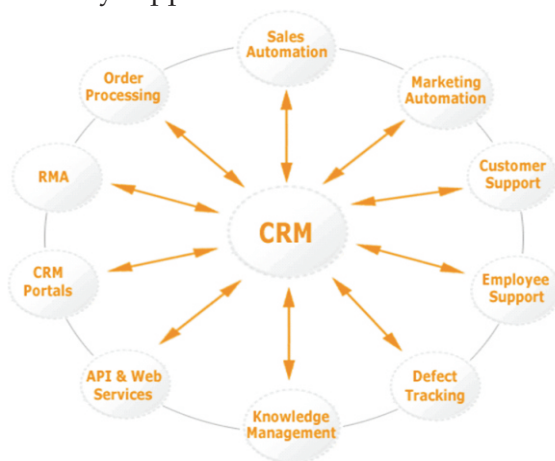 Sales
Automation
Order
Processing
Marketing
Automation
RMA
Customer
Support
CRM
CRM
Portals
Employee
Support
API & Web
Services
Defect
Tracking
Knowledge
Management